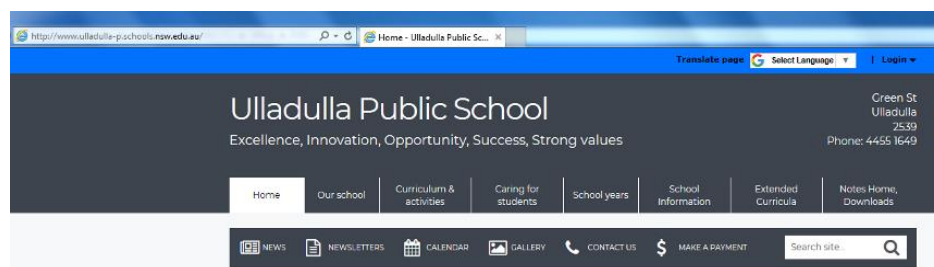 http://www.ulladulla-p.schools.nsw.edu.au/
Home - Ulladulla Public Sc...
Translate page Select Language ▼ | Login
Ulladulla Public School
Excellence, Innovation, Opportunity, Success, Strong values
Green St
Ulladulla
2539
Phone: 4455 1649
Home
Our school
Curriculum &
activities
Caring for
students
School years
School
Information
Extended
Curricula
Notes Home,
Downloads
NEWS
NEWSLETTERS
CALENDAR
GALLERY
CONTACT US
MAKE A PAYMENT
Search site..